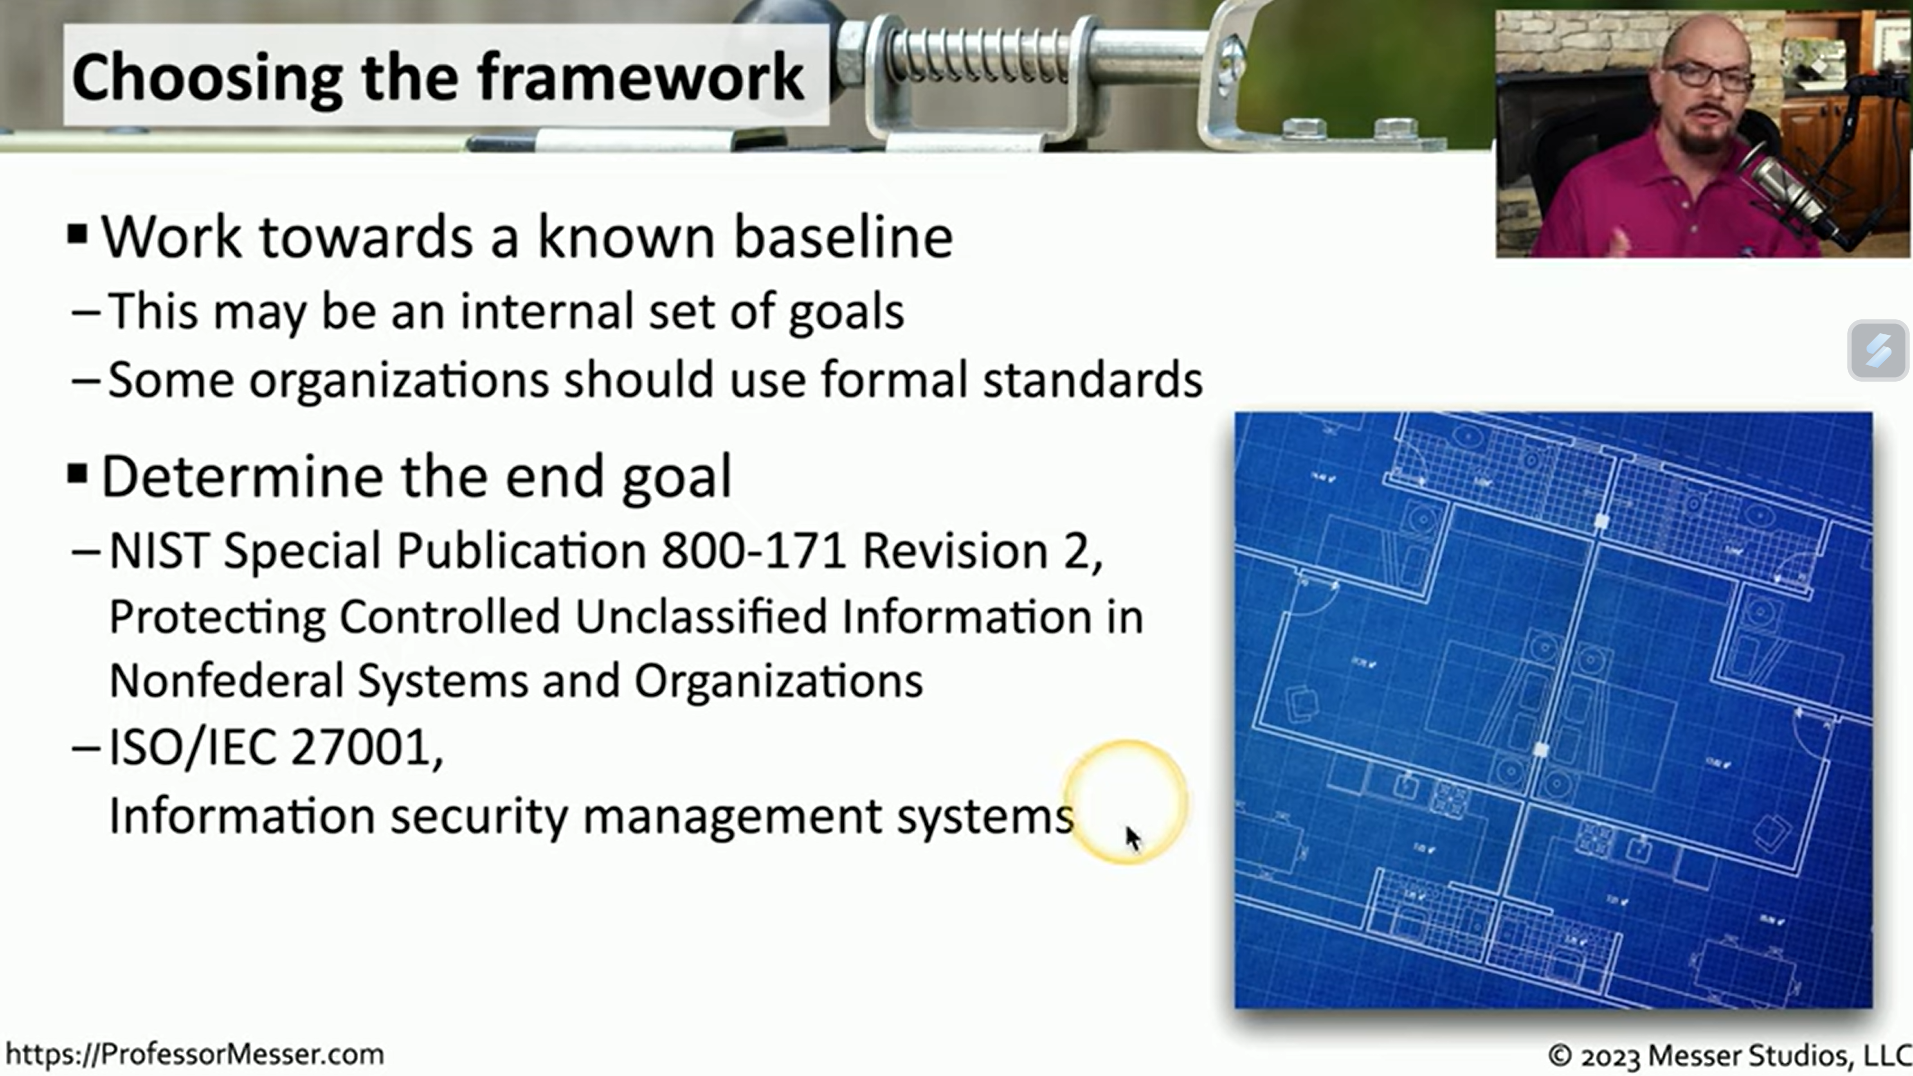 Choosing the framework
▪ Work towards a known baseline
– This may be an internal set of goals
– Some organizations should use formal standards
▪ Determine the end goal
– NIST Special Publication 800-171 Revision 2,
Protecting Controlled Unclassified Information in
Nonfederal Systems and Organizations
– ISO/IEC 27001,
Information security management systems
https://ProfessorMesser.com
© 2023 Messer Studios, LLC